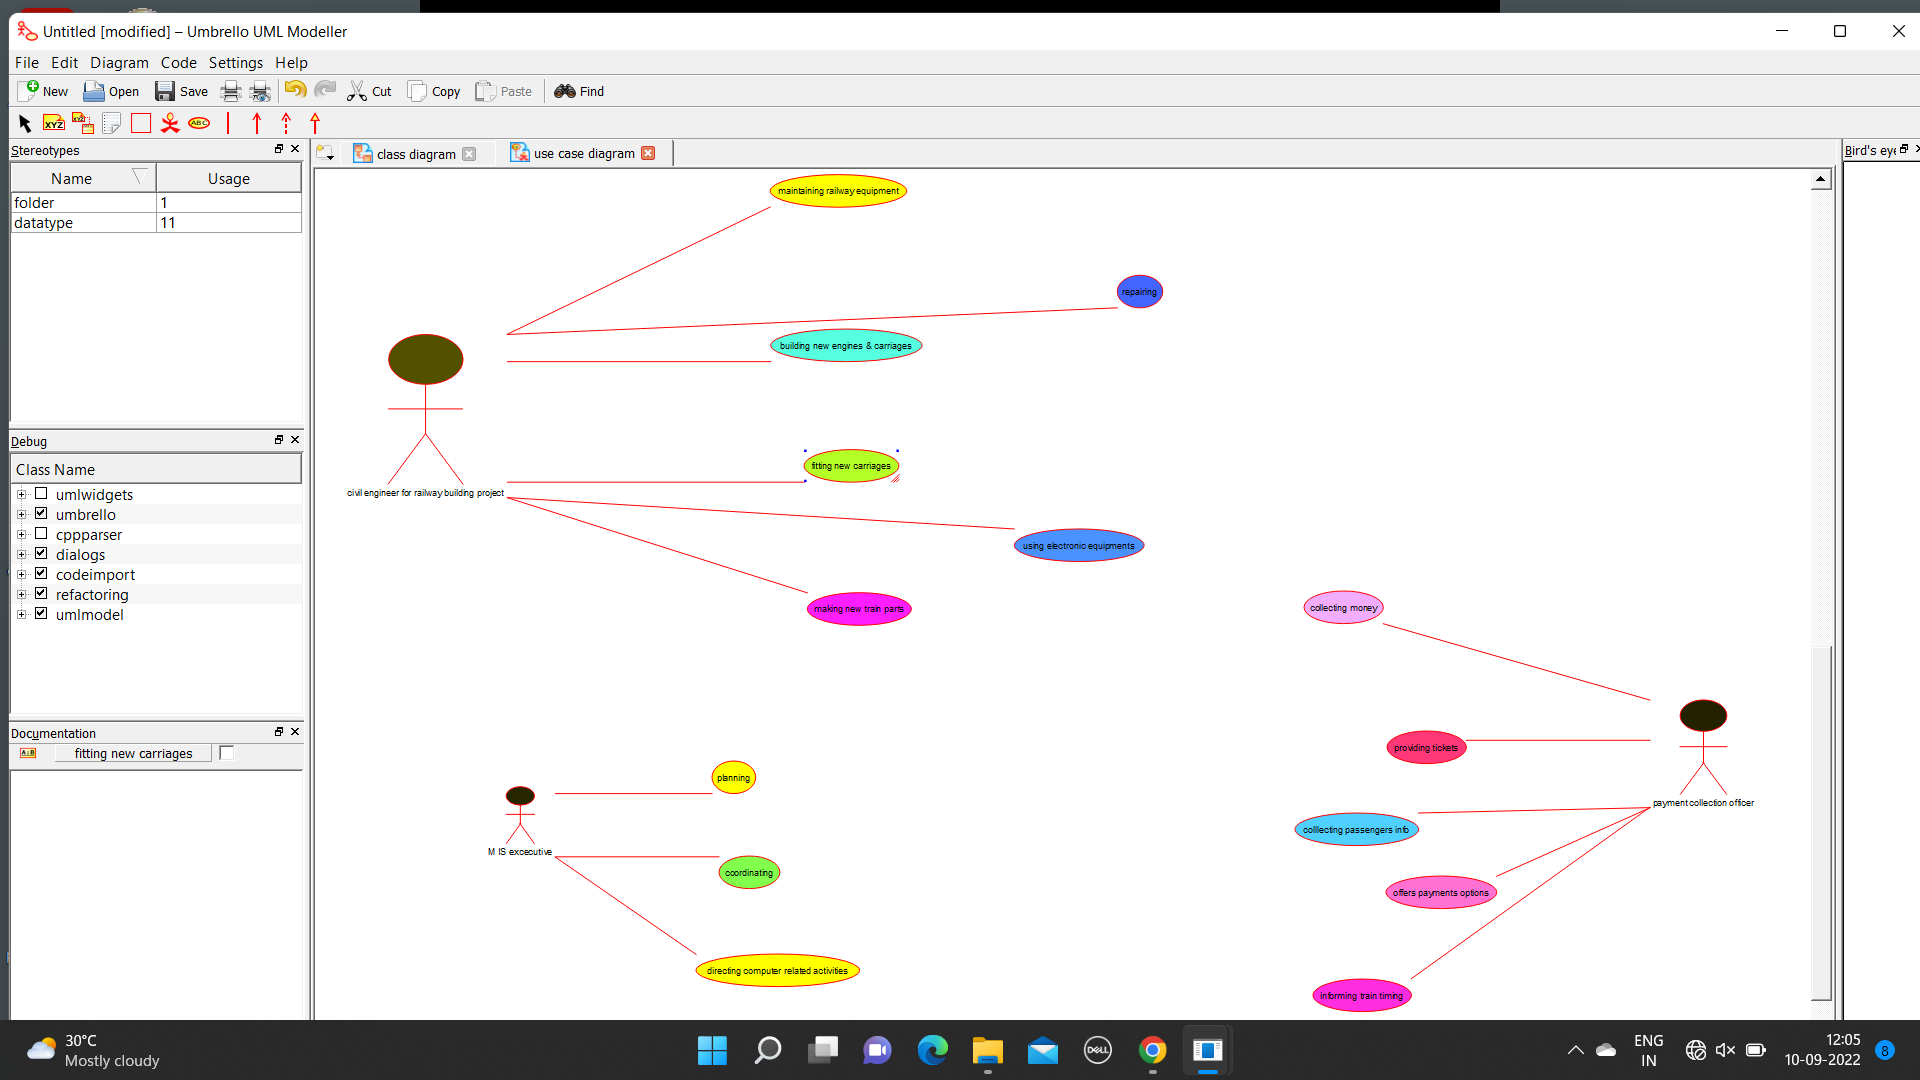 Untitled [modified] – Umbrello UML Modeller
File Edit Diagram Code Settings Help
New Open Save Cut Copy Paste Find
XYZ XYZ ABC
Stereotypes
Name Usage
folder 1
datatype 11
Debug
Class Name
umlwidgets
umbrello
cppparser
dialogs
codeimport
refactoring
umlmodel
Documentation
fitting new carriages
class diagram
use case diagram
Bird's eye
maintaining railway equipment
repairing
building new engines & carriages
fitting new carriages
civil engineer for railway building project
using electronic equipments
making new train parts
collecting money
providing tickets
payment collection officer
colllecting passengers info
offers payments options
informing train timing
planning
M IS excecutive
coordinating
directing computer related activities
30°C
Mostly cloudy
DELL
ENG
IN
12:05
10-09-2022
8